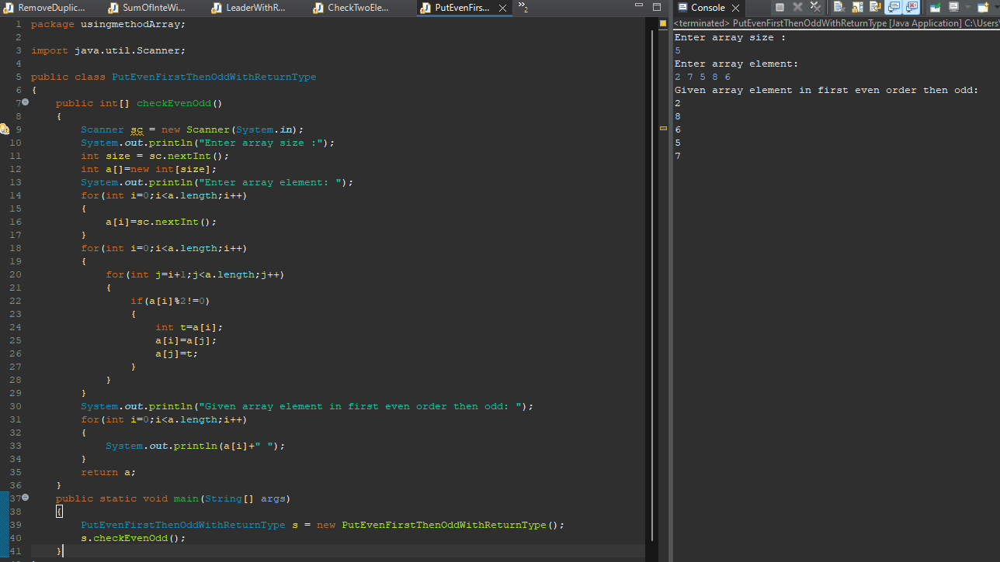 RemoveDuplic... SumOfInteWi... LeaderWithR... CheckTwoEle... PutEvenFirs... 2
1 package usingmethodArray;
2
3 import java.util.Scanner;
4
5 public class PutEvenFirstThenOddWithReturnType
6 {
7 public int[] checkEvenOdd()
8 {
9 Scanner sc = new Scanner(System.in);
10 System.out.println("Enter array size :");
11 int size = sc.nextInt();
12 int a[]=new int[size];
13 System.out.println("Enter array element: ");
14 for(int i=0;i<a.length;i++)
15 {
16 a[i]=sc.nextInt();
17 }
18 for(int i=0;i<a.length;i++)
19 {
20 for(int j=i+1;j<a.length;j++)
21 {
22 if(a[i]%2!=0)
23 {
24 int t=a[i];
25 a[i]=a[j];
26 a[j]=t;
27 }
28 }
29 }
30 System.out.println("Given array element in first even order then odd: ");
31 for(int i=0;i<a.length;i++)
32 {
33 System.out.println(a[i]+" ");
34 }
35 return a;
36 }
37 public static void main(String[] args)
38 {
39 PutEvenFirstThenOddWithReturnType s = new PutEvenFirstThenOddWithReturnType();
40 s.checkEvenOdd();
41 }
Console
<terminated> PutEvenFirstThenOddWithReturnType [Java Application] C:\Users
Enter array size :
5
Enter array element:
2 7 5 8 6
Given array element in first even order then odd:
2
8
6
5
7